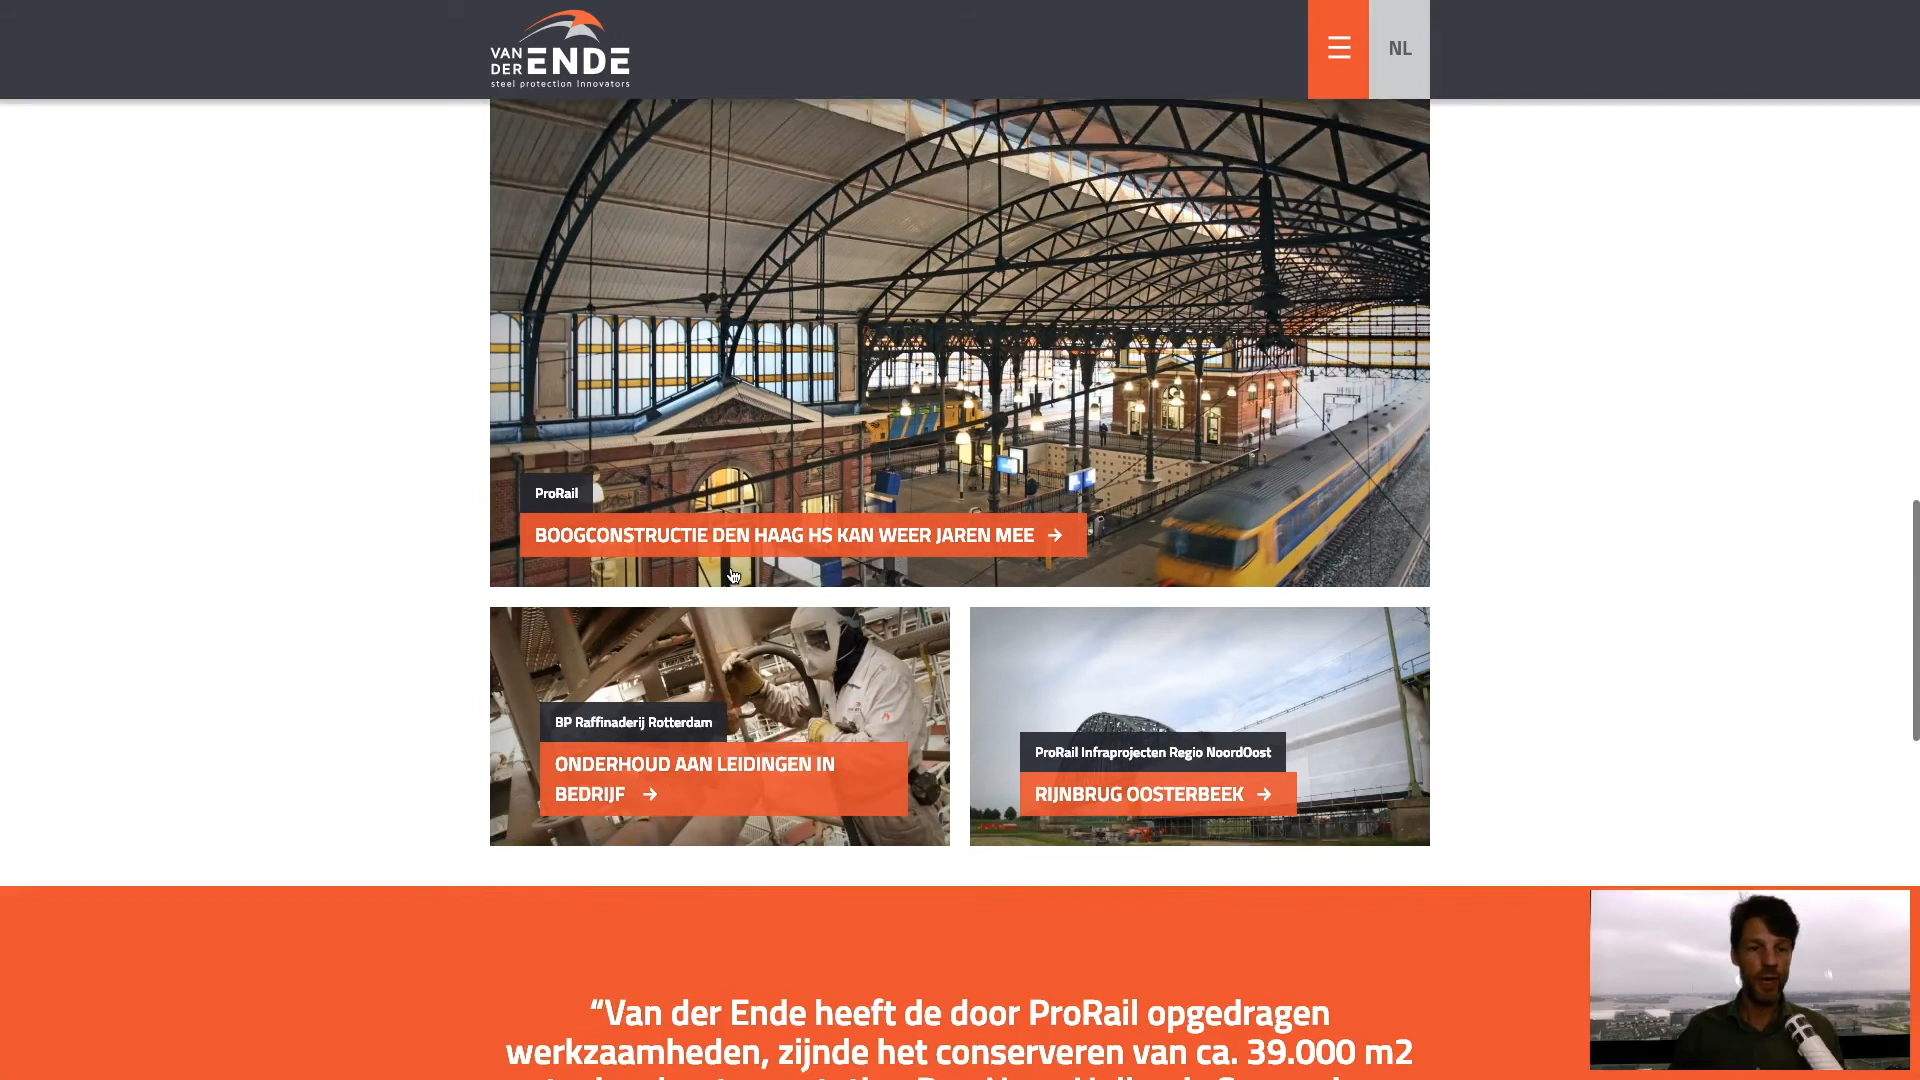 VAN DER ENDE
steel protection innovators
NL
ProRail
BOOGCONSTRUCTIE DEN HAAG HS KAN WEER JAREN MEE
BP Raffinaderij Rotterdam
ONDERHOUD AAN LEIDINGEN IN
BEDRIJF
ProRail Infraprojecten Regio NoordOost
RIJNBRUG OOSTERBEEK
“Van der Ende heeft de door ProRail opgedragen
werkzaamheden, zijnde het conserveren van ca. 39.000 m2